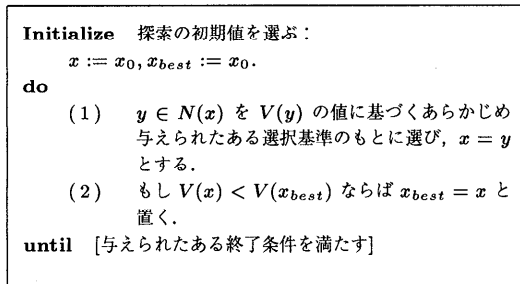 Initialize 探索の初期値を選ぶ：
x := x₀, x_best := x₀.
do
(1) y ∈ N(x) を V(y) の値に基づくあらかじめ
与えられたある選択基準のもとに選び, x = y
とする.
(2) もし V(x) < V(x_best) ならば x_best = x と
置く.
until [与えられたある終了条件を満たす]